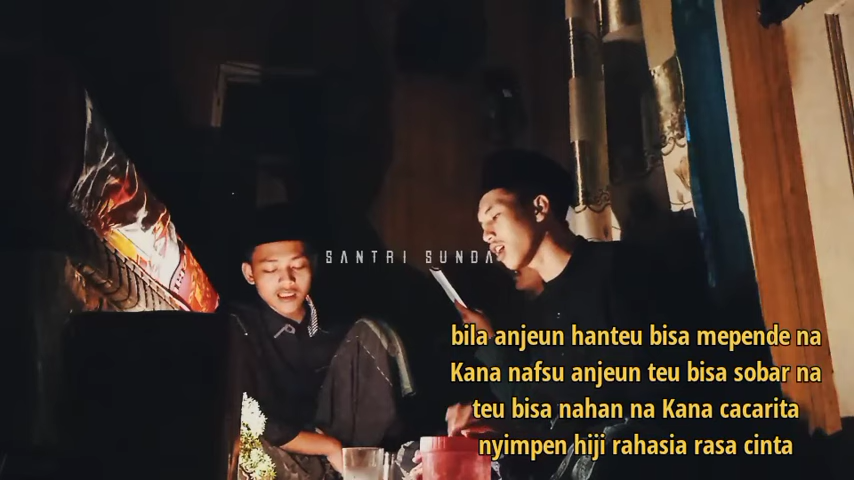 SANTRI SUNDA
bila anjeun hanteu bisa mepende na
Kana nafsu anjeun teu bisa sobar na
teu bisa nahan na Kana cacarita
nyimpen hiji rahasia rasa cinta